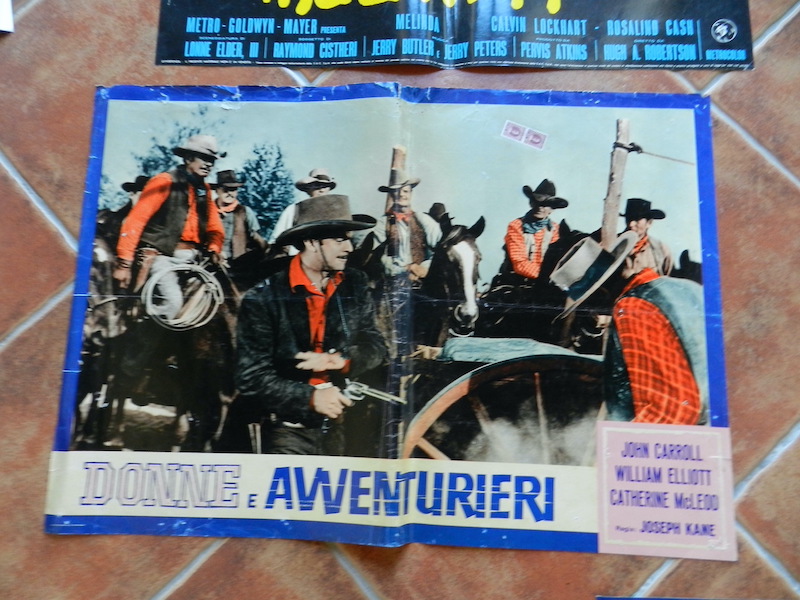 METRO - GOLDWYN - MAYER PRESENTA MELINDA CALVIN LOCKHART - ROSALIND CASH
LONNE ELDER, III RAYMOND CISTHERI JERRY BUTLER E JERRY PETERS PERVIS ATKINS HUGH A. ROBERTSON METROCOLOR
DONNE E AVVENTURIERI
JOHN CARROLL
WILLIAM ELLIOTT
CATHERINE McLEOD
Regia: JOSEPH KANE